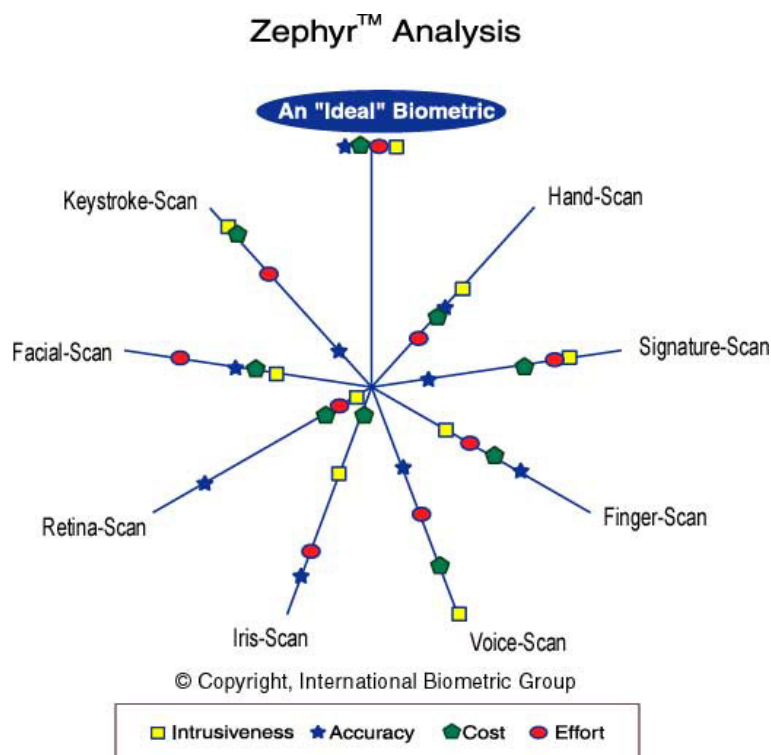 Zephyr™ Analysis
An "Ideal" Biometric
Keystroke-Scan
Hand-Scan
Facial-Scan
Signature-Scan
Retina-Scan
Finger-Scan
Iris-Scan
Voice-Scan
© Copyright, International Biometric Group
Intrusiveness Accuracy Cost Effort